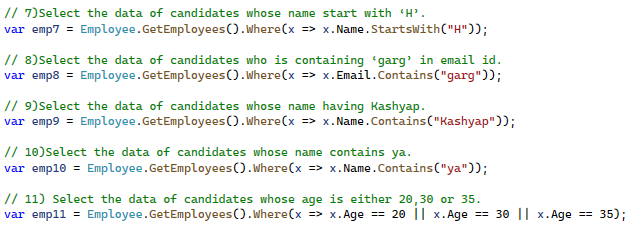 // 7)Select the data of candidates whose name start with ‘H’.
var emp7 = Employee.GetEmployees().Where(x => x.Name.StartsWith("H"));
// 8)Select the data of candidates who is containing ‘garg’ in email id.
var emp8 = Employee.GetEmployees().Where(x => x.Email.Contains("garg"));
// 9)Select the data of candidates whose name having Kashyap.
var emp9 = Employee.GetEmployees().Where(x => x.Name.Contains("Kashyap"));
// 10)Select the data of candidates whose name contains ya.
var emp10 = Employee.GetEmployees().Where(x => x.Name.Contains("ya"));
// 11) Select the data of candidates whose age is either 20,30 or 35.
var emp11 = Employee.GetEmployees().Where(x => x.Age == 20 || x.Age == 30 || x.Age == 35);